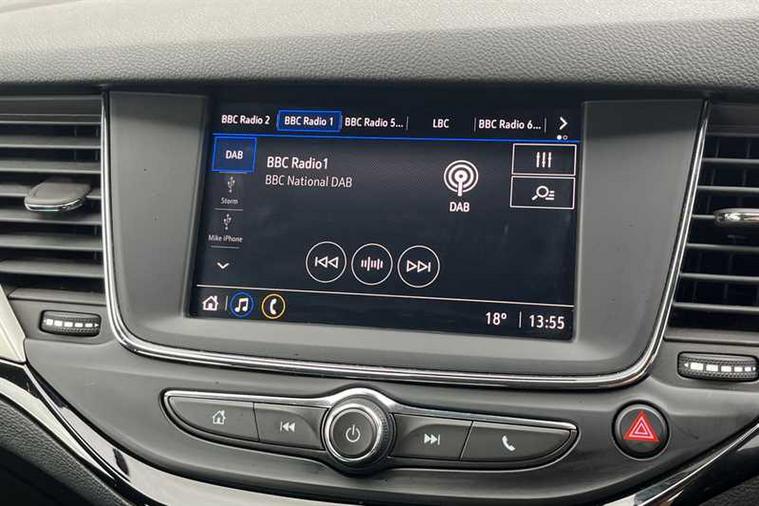 BBC Radio 2 BBC Radio 1 BBC Radio 5... LBC BBC Radio 6...
DAB
BBC Radio1
BBC National DAB
Storm
DAB
Mike iPhone
18° 13:55